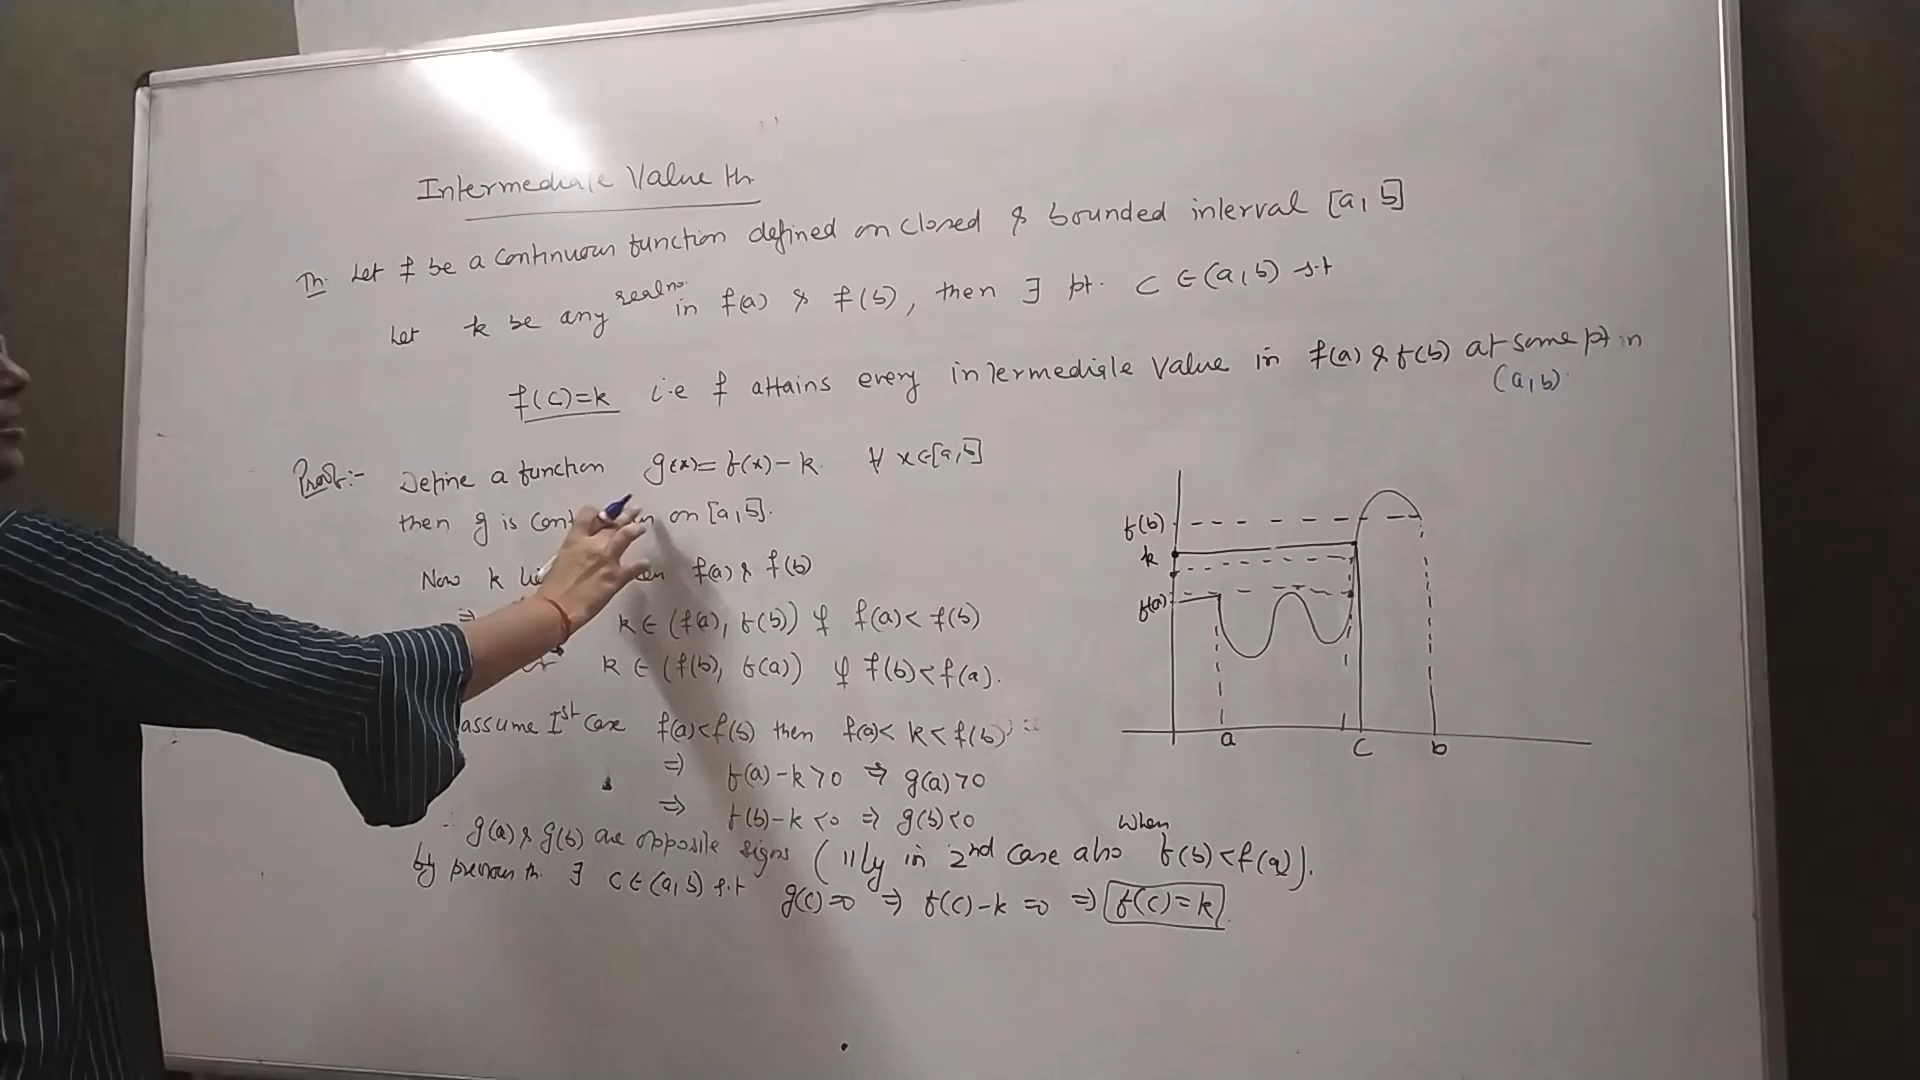 Intermediate Value th.
Th. Let f be a continuous function defined on closed & bounded interval [a, b]
Let k be any real no. in f(a) & f(b), then ∃ pt. c ∈ (a, b) s.t
f(c)=k i.e f attains every intermediate value in f(a) & f(b) at some pt in (a, b).
Proof:- Define a function g(x)= f(x)- k. ∀ x∈[a, b]
then g is cont on [a, b].
Now k f(a) & f(b)
⇒ k ∈ (f(a), f(b)) if f(a)< f(b)
or k ∈ (f(b), f(a)) if f(b)<f(a).
assume Ist case f(a)<f(b) then f(a)< k < f(b)
⇒ f(a)-k>0 ⇒ g(a)>0
⇒ f(b)-k<0 ⇒ g(b)<0
∴ g(a) & g(b) are opposite signs (llly in 2nd case also when f(b)<f(a)).
by previous th. ∃ c∈(a, b) s.t g(c)=0 ⇒ f(c)-k=0 ⇒ f(c)=k.
f(b)
k
f(a)
a c b